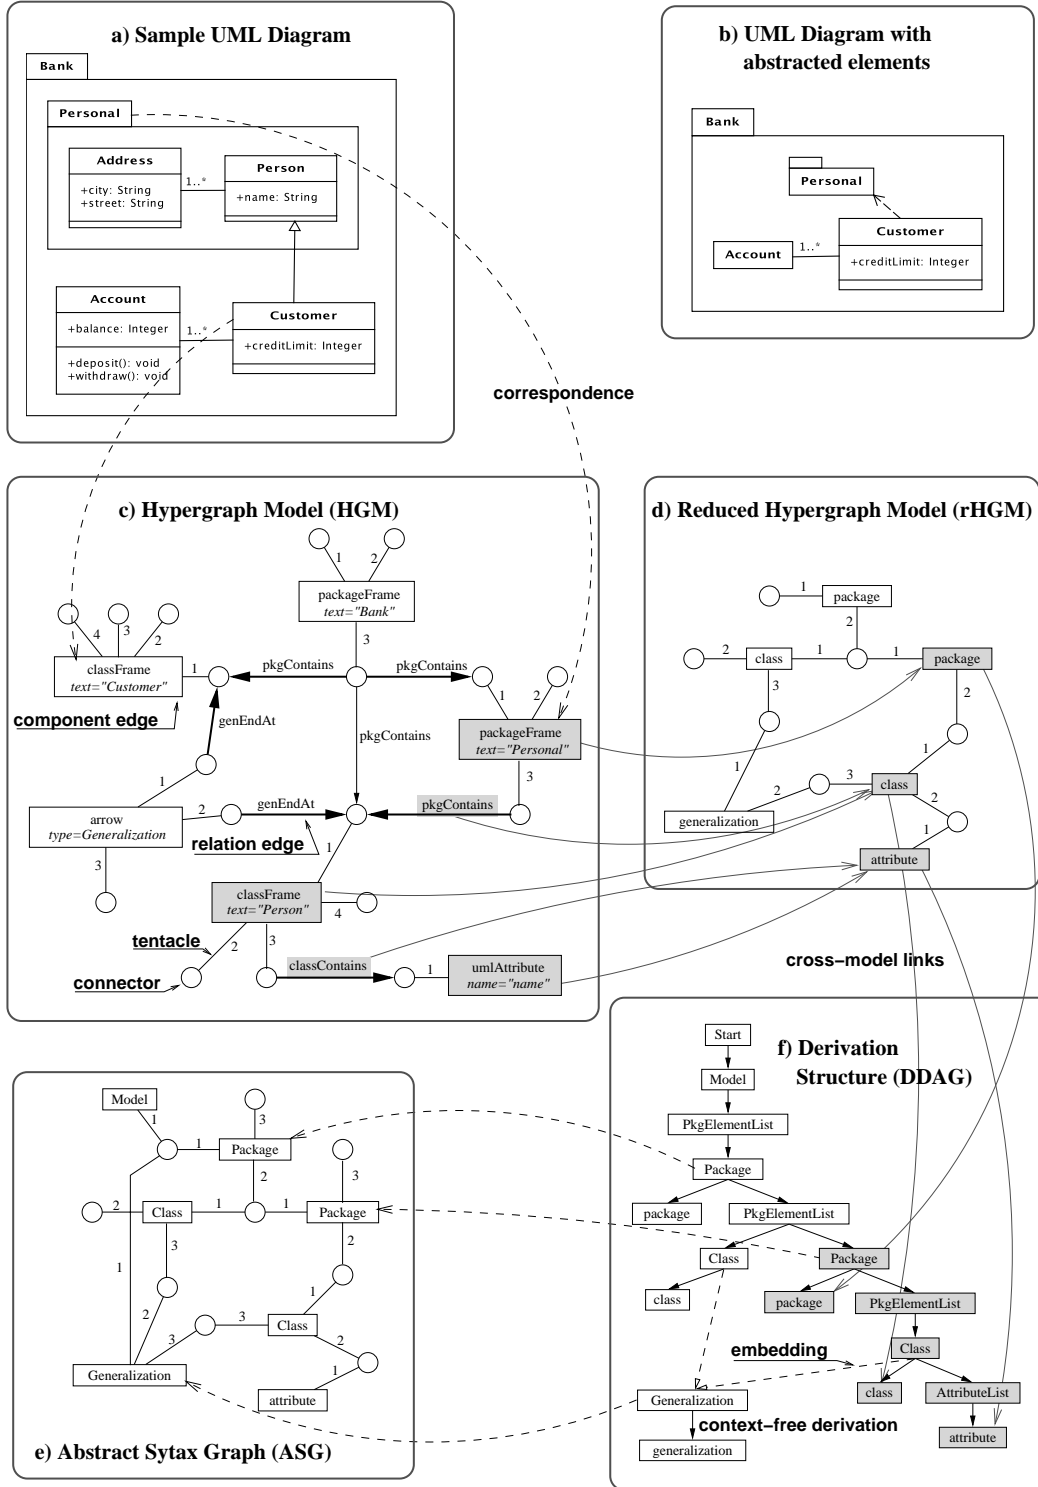 a) Sample UML Diagram
Bank
Personal
Address
+city: String
+street: String
1..*
Person
+name: String
Account
+balance: Integer
+deposit(): void
+withdraw(): void
1..*
Customer
+creditLimit: Integer
b) UML Diagram with
abstracted elements
Bank
Personal
Account
1..*
Customer
+creditLimit: Integer
correspondence
c) Hypergraph Model (HGM)
1
2
packageFrame
text="Bank"
3
4
3
2
classFrame
text="Customer"
1
pkgContains
pkgContains
component edge
genEndAt
pkgContains
1
2
packageFrame
text="Personal"
3
1
arrow
type=Generalization
2
genEndAt
pkgContains
relation edge
3
1
classFrame
text="Person"
4
tentacle
2
3
connector
classContains
1
umlAttribute
name="name"
d) Reduced Hypergraph Model (rHGM)
1
package
2
2
class
1
1
package
3
2
1
1
generalization
2
3
class
2
1
attribute
cross-model links
e) Abstract Sytax Graph (ASG)
Model
1
3
1
Package
3
2
2
Class
1
1
Package
3
2
1
1
2
3
3
Class
2
Generalization
1
attribute
f) Derivation
Structure (DDAG)
Start
Model
PkgElementList
Package
package
PkgElementList
Class
Package
class
package
PkgElementList
embedding
Class
class
AttributeList
Generalization
context-free derivation
attribute
generalization